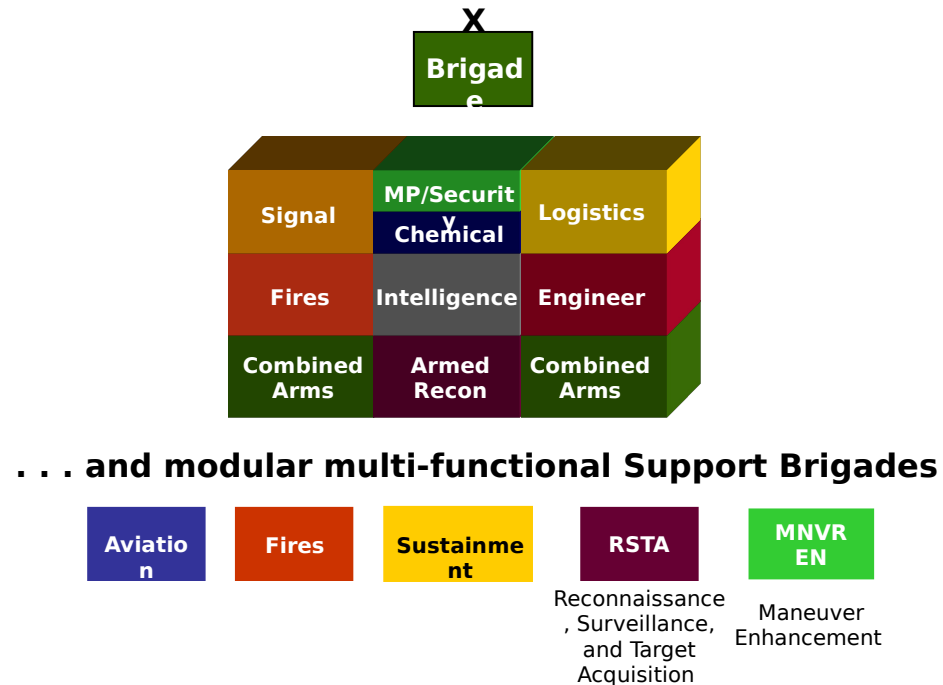 X
Brigad
e
MP/Securit
y
Signal
Logistics
Chemical
Fires
Intelligence
Engineer
Combined
Arms
Armed
Recon
Combined
Arms
. . . and modular multi-functional Support Brigades
Aviatio
n
Fires
Sustainme
nt
RSTA
MNVR
EN
Reconnaissance
, Surveillance,
and Target
Acquisition
Maneuver
Enhancement